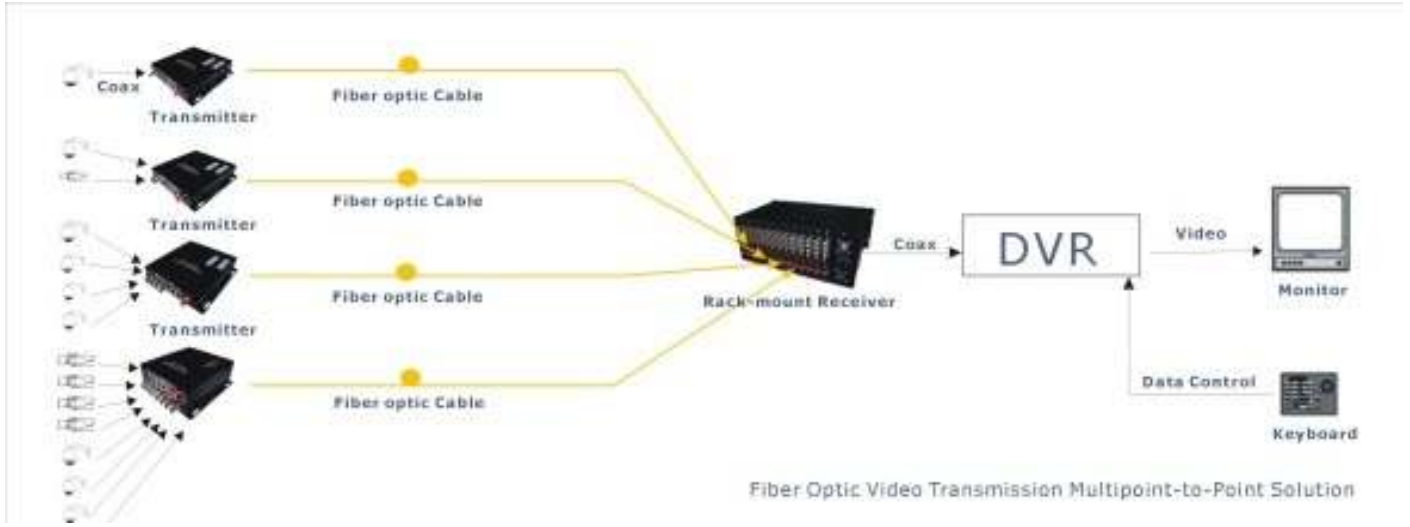 Coax
Transmitter
Fiber optic Cable
Transmitter
Fiber optic Cable
Transmitter
Fiber optic Cable
Fiber optic Cable
Rack-mount Receiver
Coax
DVR
Video
Monitor
Data Control
Keyboard
Fiber Optic Video Transmission Multipoint-to-Point Solution